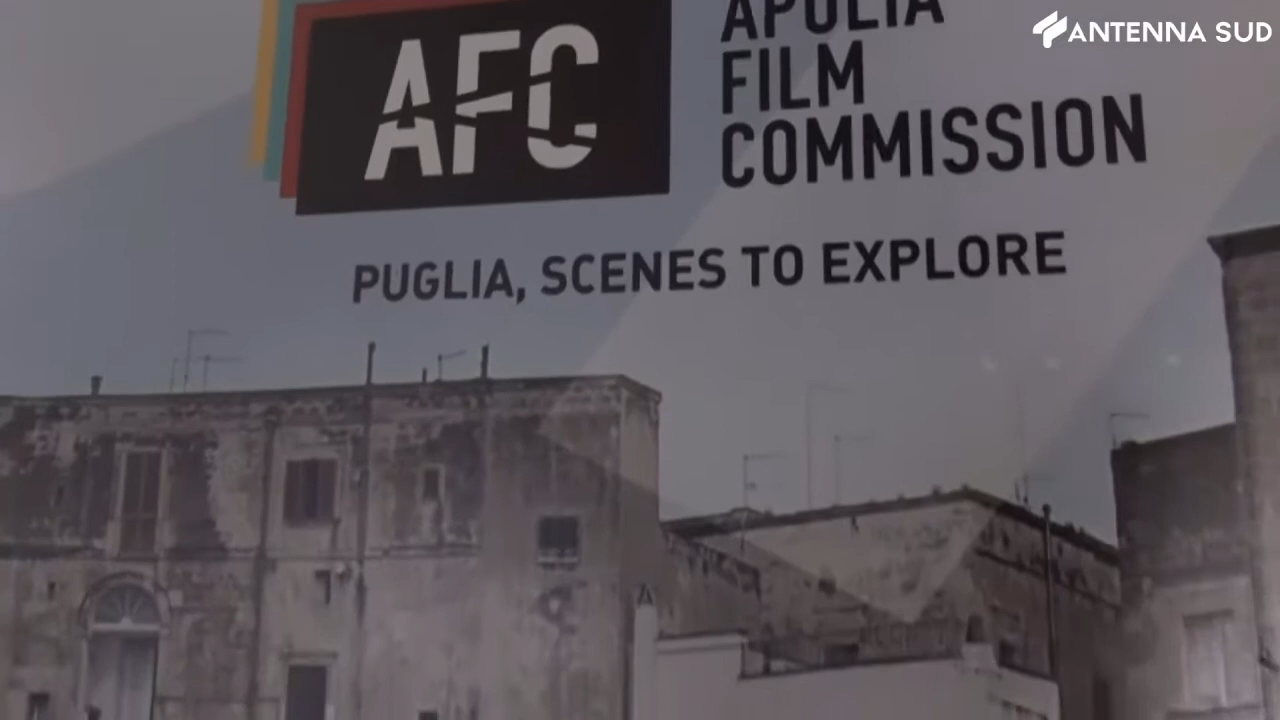 ANTENNA SUD
AFC
APULIA
FILM
COMMISSION
PUGLIA, SCENES TO EXPLORE